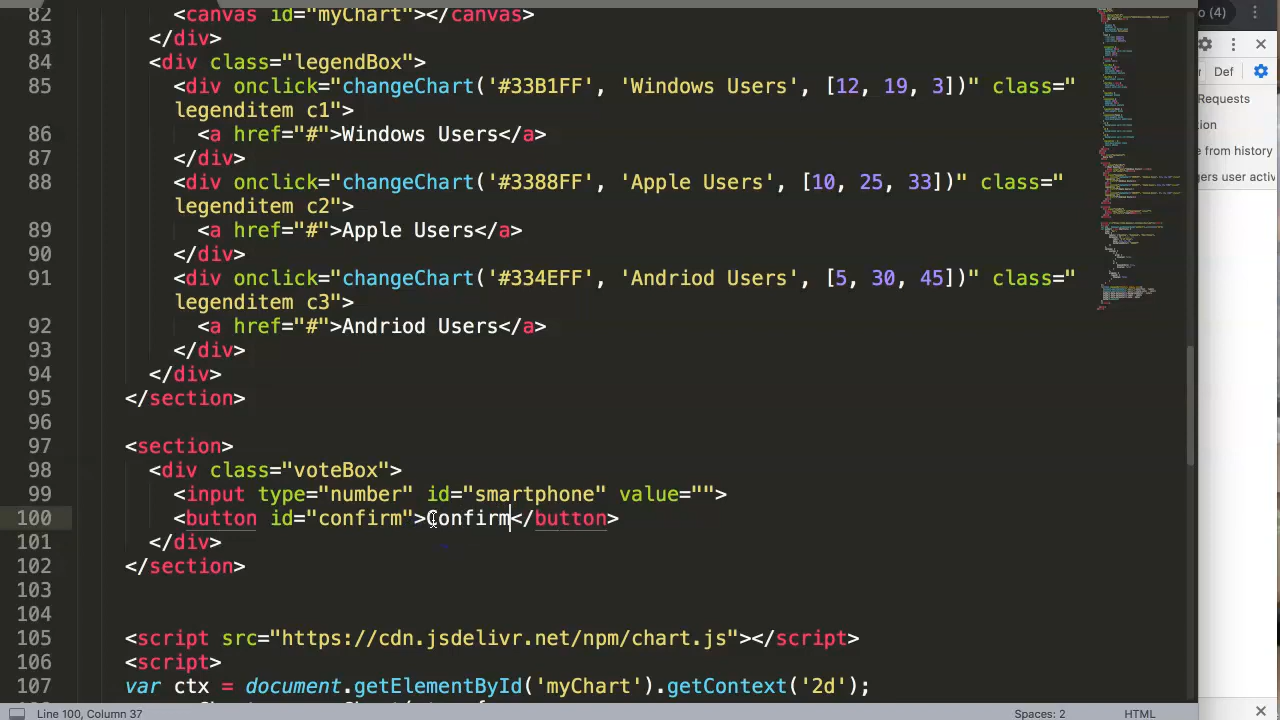 82 <canvas id="myChart"></canvas>
83 </div>
84 <div class="legendBox">
85 <div onclick="changeChart('#33B1FF', 'Windows Users', [12, 19, 3])" class="
legenditem c1">
86 <a href="#">Windows Users</a>
87 </div>
88 <div onclick="changeChart('#3388FF', 'Apple Users', [10, 25, 33])" class="
legenditem c2">
89 <a href="#">Apple Users</a>
90 </div>
91 <div onclick="changeChart('#334EFF', 'Andriod Users', [5, 30, 45])" class="
legenditem c3">
92 <a href="#">Andriod Users</a>
93 </div>
94 </div>
95 </section>
96
97 <section>
98 <div class="voteBox">
99 <input type="number" id="smartphone" value="">
100 <button id="confirm">Confirm</button>
101 </div>
102 </section>
103
104
105 <script src="https://cdn.jsdelivr.net/npm/chart.js"></script>
106 <script>
107 var ctx = document.getElementById('myChart').getContext('2d');
Line 100, Column 37
Spaces: 2
HTML
(4)
Def
Requests
e from history
gers user activ